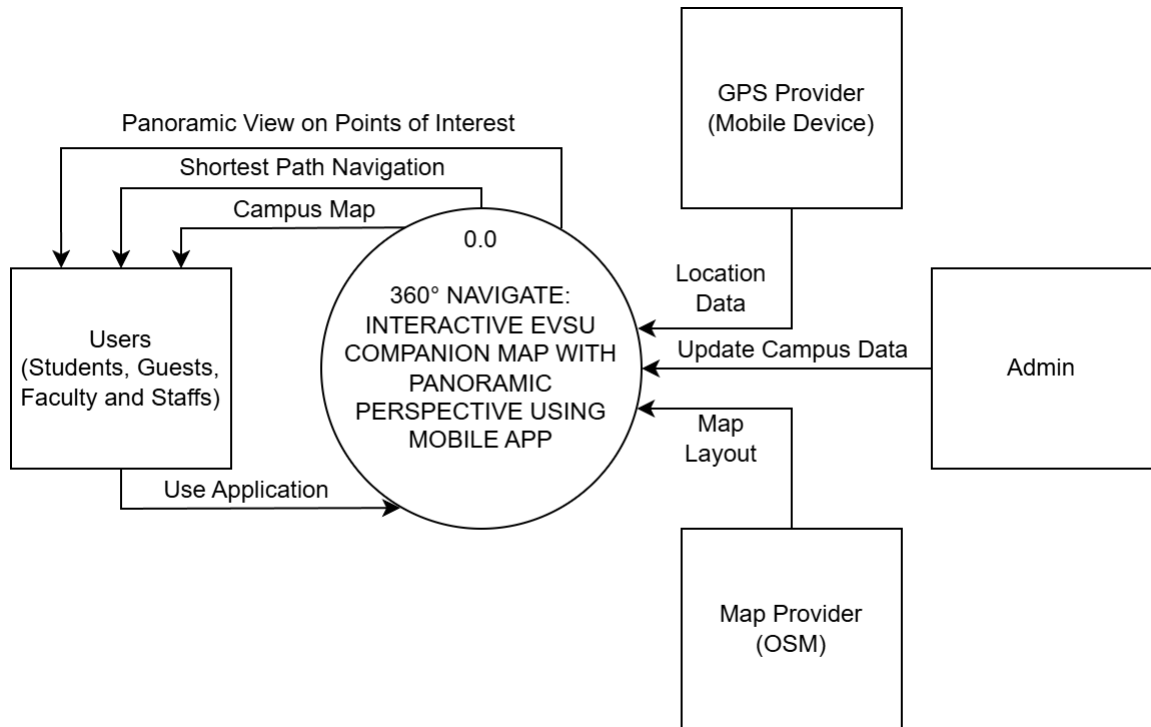 GPS Provider
(Mobile Device)
Panoramic View on Points of Interest
Shortest Path Navigation
Campus Map
0.0
360° NAVIGATE:
INTERACTIVE EVSU
COMPANION MAP WITH
PANORAMIC
PERSPECTIVE USING
MOBILE APP
Location
Data
Users
(Students, Guests,
Faculty and Staffs)
Update Campus Data
Admin
Map
Layout
Use Application
Map Provider
(OSM)